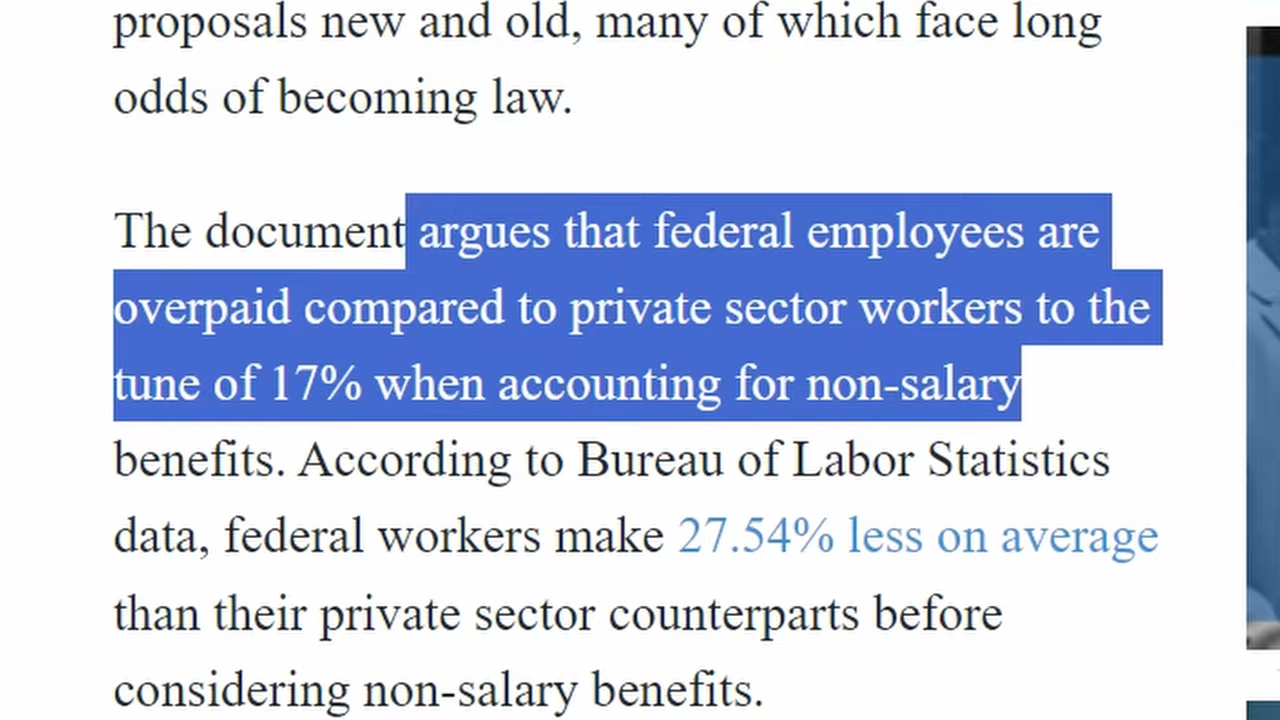 proposals new and old, many of which face long
odds of becoming law.
The document argues that federal employees are
overpaid compared to private sector workers to the
tune of 17% when accounting for non-salary
benefits. According to Bureau of Labor Statistics
data, federal workers make 27.54% less on average
than their private sector counterparts before
considering non-salary benefits.